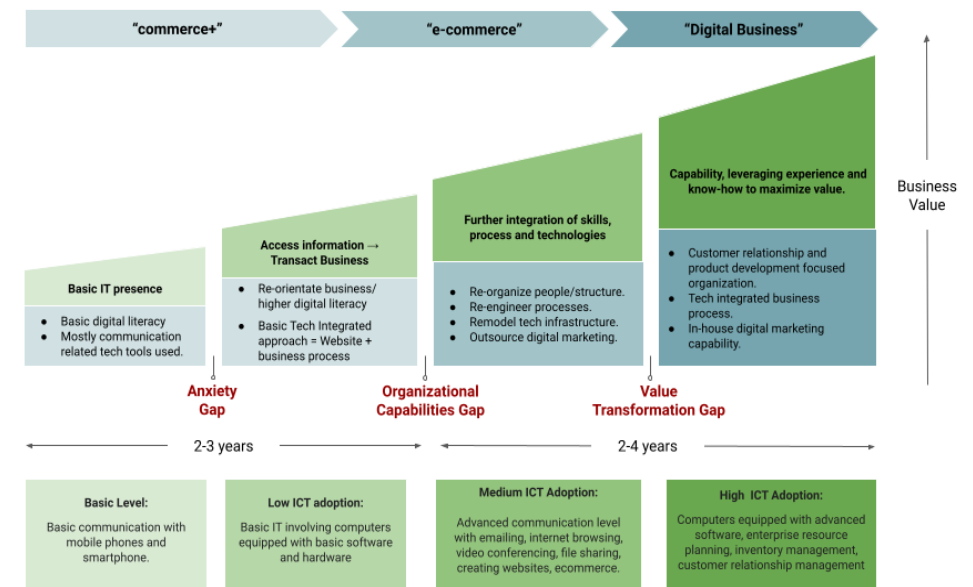 “commerce+”
“e-commerce”
“Digital Business”
Business
Value
Basic IT presence
● Basic digital literacy
● Mostly communication
related tech tools used.
Access information →
Transact Business
● Re-orientate business/
higher digital literacy
● Basic Tech Integrated
approach = Website +
business process
Further integration of skills,
process and technologies
● Re-organize people/structure.
● Re-engineer processes.
● Remodel tech infrastructure.
● Outsource digital marketing.
Capability, leveraging experience and
know-how to maximize value.
● Customer relationship and
product development focused
organization.
● Tech integrated business
process.
● In-house digital marketing
capability.
Anxiety
Gap
Organizational
Capabilities Gap
Value
Transformation Gap
2-3 years
2-4 years
Basic Level:
Basic communication with
mobile phones and
smartphone.
Low ICT adoption:
Basic IT involving computers
equipped with basic software
and hardware
Medium ICT Adoption:
Advanced communication level
with emailing, internet browsing,
video conferencing, file sharing,
creating websites, ecommerce.
High ICT Adoption:
Computers equipped with advanced
software, enterprise resource
planning, inventory management,
customer relationship management